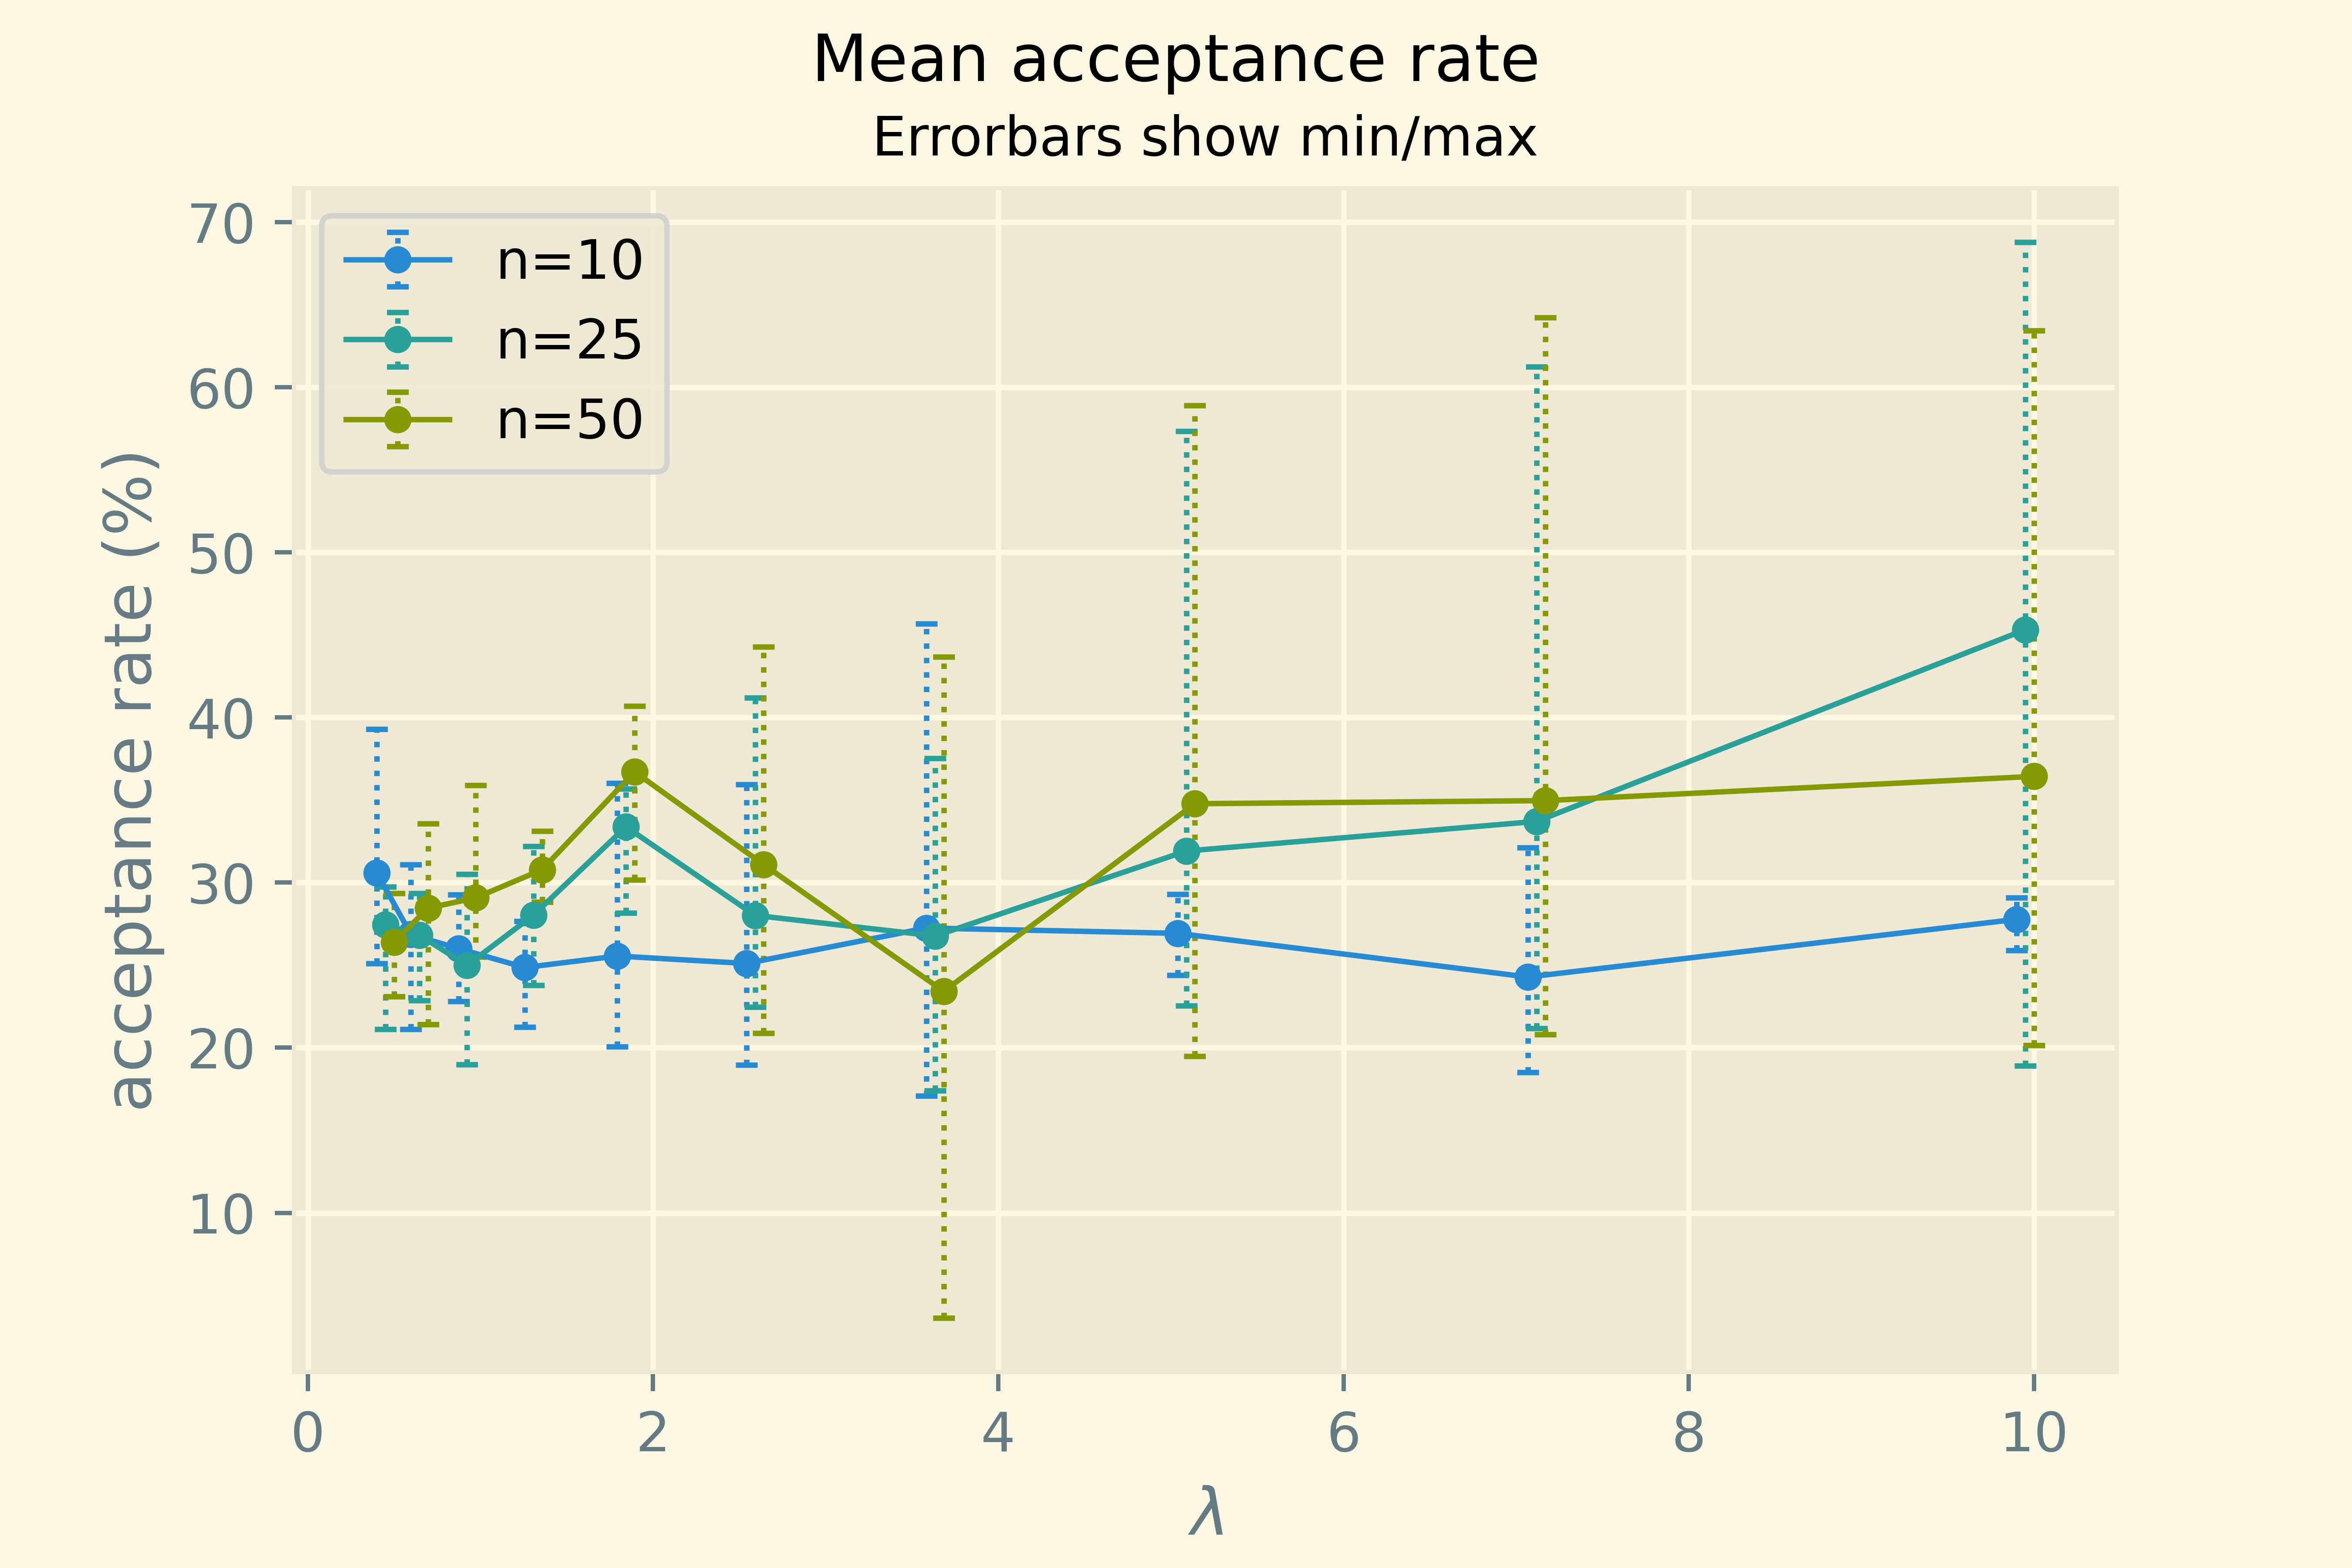 Mean acceptance rate
Errorbars show min/max
n=10
n=25
n=50
acceptance rate (%)
70
60
50
40
30
20
10
0 2 4 6 8 10
λ